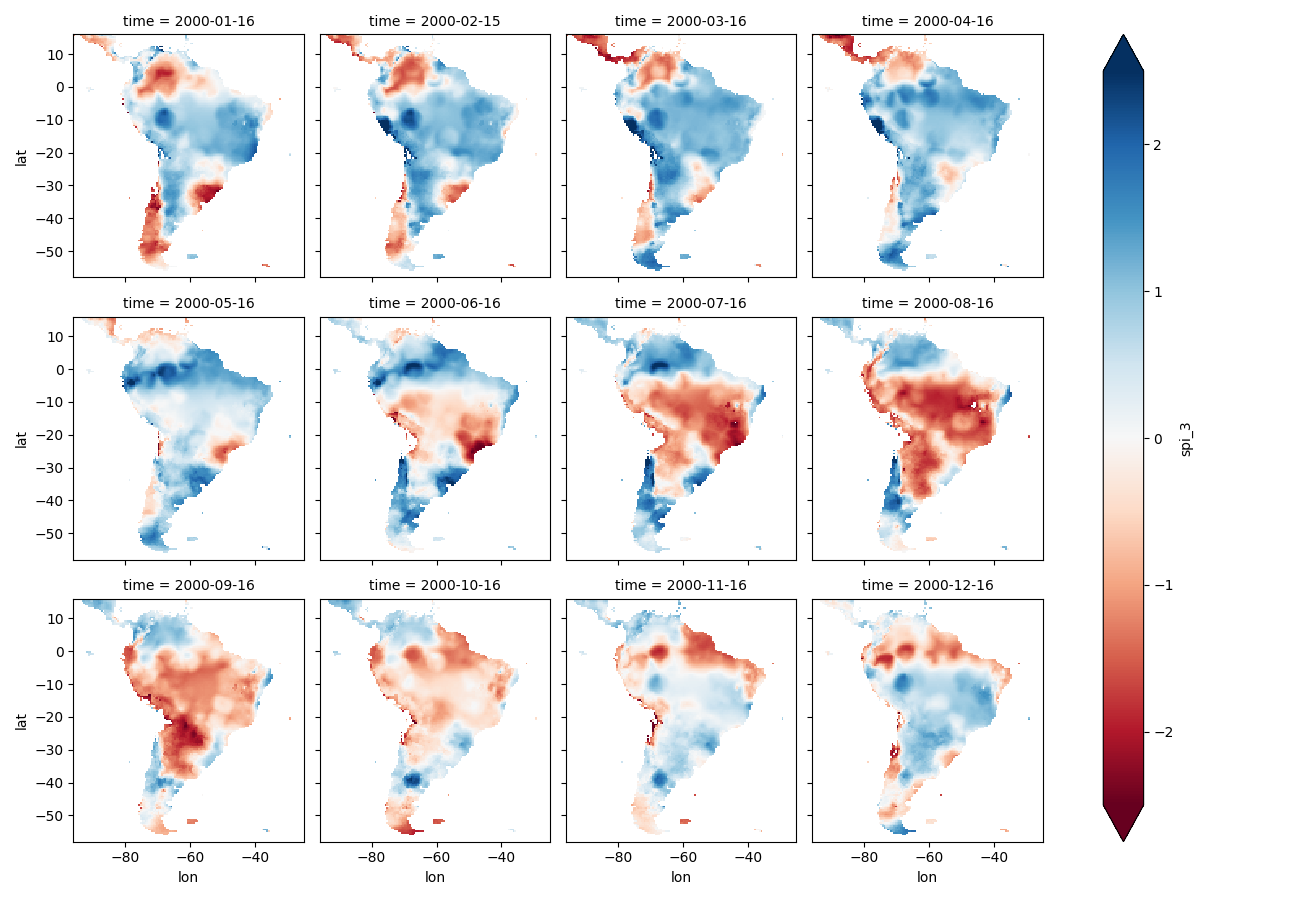 time = 2000-01-16
time = 2000-02-15
time = 2000-03-16
time = 2000-04-16
10
0
−10
−20
−30
−40
−50
lat
time = 2000-05-16
time = 2000-06-16
time = 2000-07-16
time = 2000-08-16
10
0
−10
−20
−30
−40
−50
lat
time = 2000-09-16
time = 2000-10-16
time = 2000-11-16
time = 2000-12-16
10
0
−10
−20
−30
−40
−50
lat
−80
−60
−40
lon
−80
−60
−40
lon
−80
−60
−40
lon
−80
−60
−40
lon
2
1
0
−1
−2
spi_3